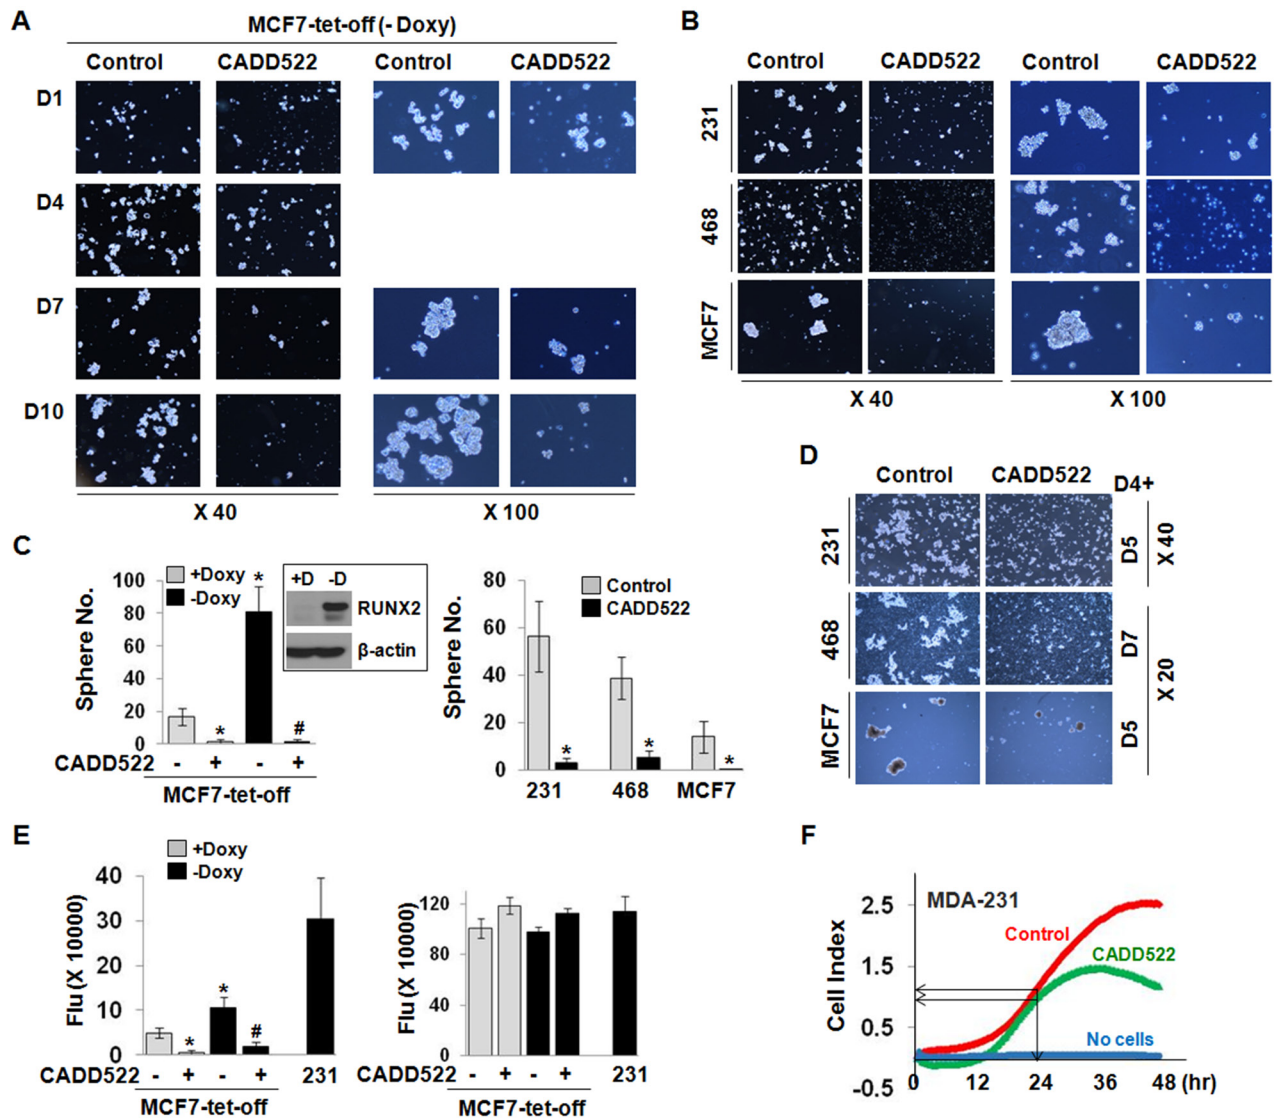 A
MCF7-tet-off (- Doxy)
Control CADD522 Control CADD522
D1
D4
D7
D10
X 40 X 100
B
Control CADD522 Control CADD522
231
468
MCF7
X 40 X 100
C
+Doxy
-Doxy
Sphere No.
100
80
60
40
20
0
*
*
#
+D -D
RUNX2
β-actin
CADD522 - + - +
MCF7-tet-off
Control
CADD522
Sphere No.
80
60
40
20
0
*
*
*
231 468 MCF7
D
Control CADD522 D4+
231
468
MCF7
D5
D7
D5
X 40
X 20
E
+Doxy
-Doxy
Flu (X 10000)
40
30
20
10
0
*
*
#
CADD522 - + - + 231
MCF7-tet-off
Flu (X 10000)
120
80
40
0
CADD522 - + - + 231
MCF7-tet-off
F
MDA-231
Cell Index
2.5
1.5
0.5
-0.5
Control
CADD522
No cells
0 12 24 36 48 (hr)